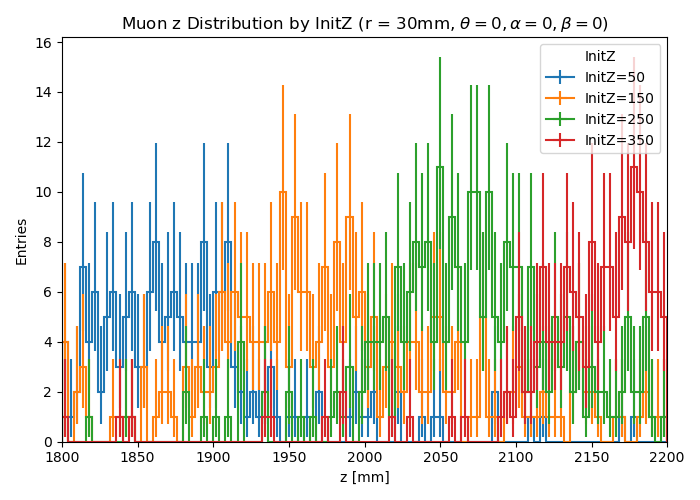 Muon z Distribution by InitZ (r = 30mm, θ = 0, α = 0, β = 0)
16
14
12
10
8
6
4
2
0
Entries
InitZ
InitZ=50
InitZ=150
InitZ=250
InitZ=350
1800 1850 1900 1950 2000 2050 2100 2150 2200
z [mm]